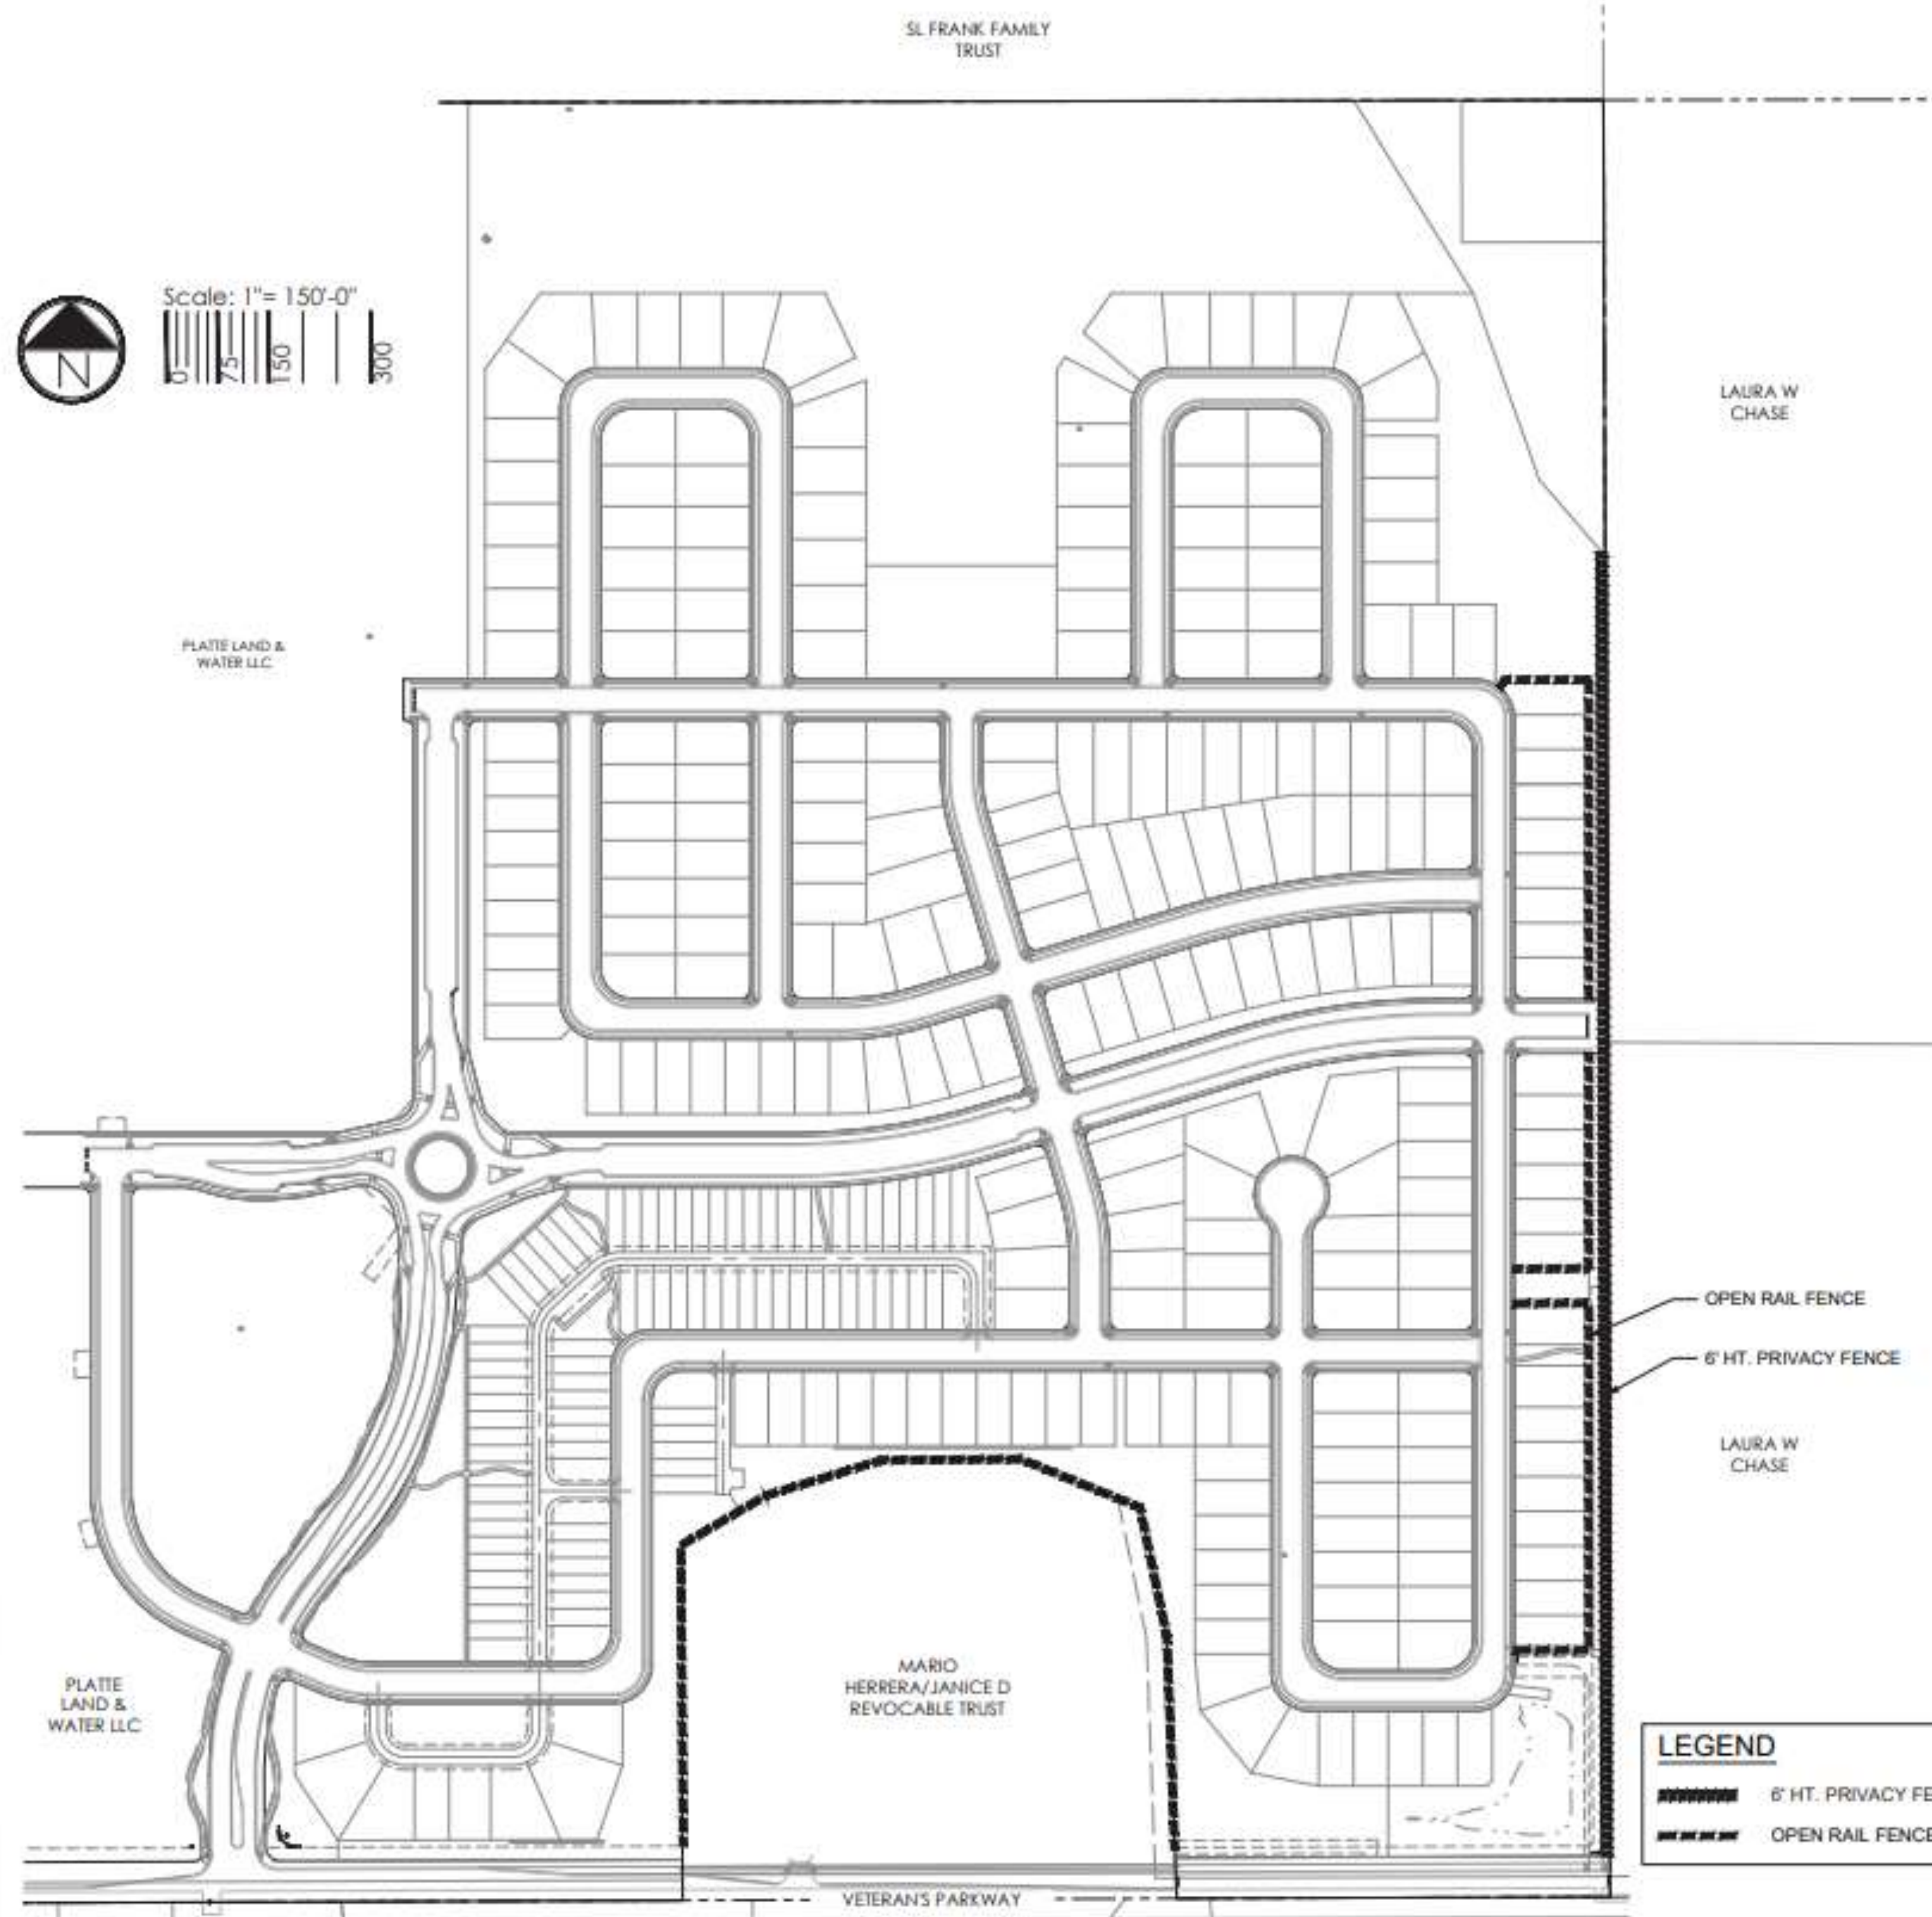 SL FRANK FAMILY
TRUST
Scale: 1"= 150'-0"
0
75
150
300
N
LAURA W
CHASE
PLATTE LAND &
WATER LLC
OPEN RAIL FENCE
6' HT. PRIVACY FENCE
LAURA W
CHASE
MARIO
HERRERA/JANICE D
REVOCABLE TRUST
PLATTE
LAND &
WATER LLC
LEGEND
6' HT. PRIVACY FE
OPEN RAIL FENCE
VETERAN'S PARKWAY